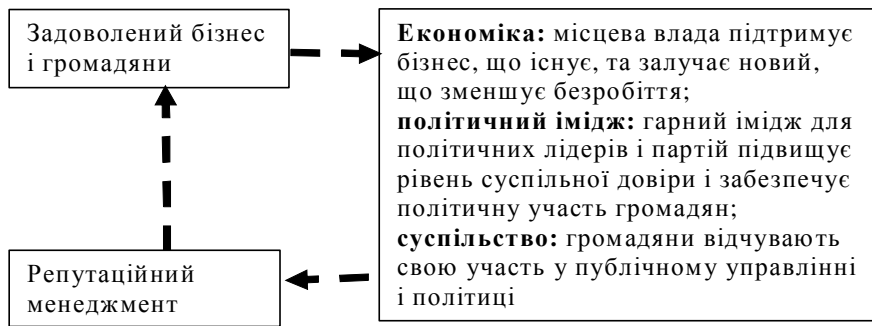 Задоволений бізнес
і громадяни
Економіка: місцева влада підтримує
бізнес, що існує, та залучає новий,
що зменшує безробіття;
політичний імідж: гарний імідж для
політичних лідерів і партій підвищує
рівень суспільної довіри і забезпечує
політичну участь громадян;
суспільство: громадяни відчувають
свою участь у публічному управлінні
і політиці
Репутаційний
менеджмент